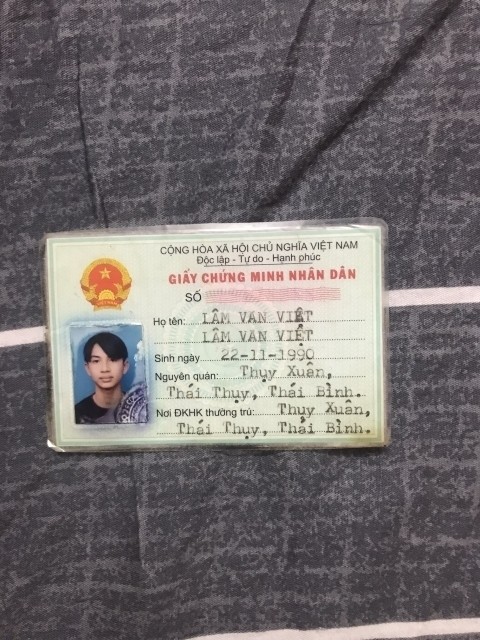 CỘNG HÒA XÃ HỘI CHỦ NGHĨA VIỆT NAM
Độc lập - Tự do - Hạnh phúc
GIẤY CHỨNG MINH NHÂN DÂN
SỐ
Họ tên: LÂM VĂN VIỆT
LÂM VĂN VIỆT
Sinh ngày 22-11-1990
Nguyên quán: Thụy Xuân,
Thái Thụy, Thái Bình.
Nơi ĐKHK thường trú: Thụy Xuân,
Thái Thụy, Thái Bình.